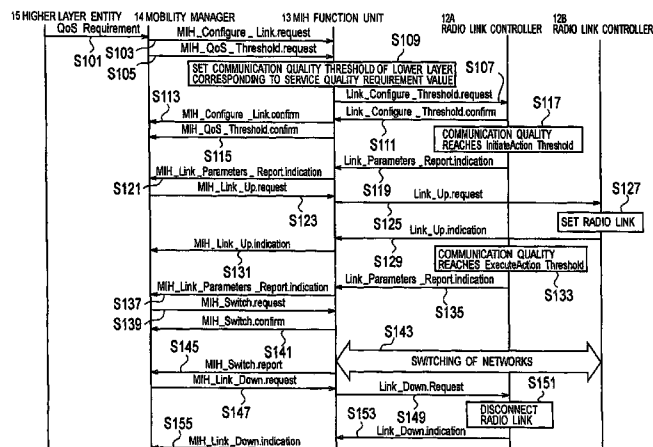 15 HIGHER LAYER ENTITY 14 MOBILITY MANAGER 13 MIH FUNCTION UNIT 12A RADIO LINK CONTROLLER 12B RADIO LINK CONTROLLER
QoS Requirement
S101
MIH_Configure_Link.request
S103
MIH_QoS_Threshold.request
S105
S109
SET COMMUNICATION QUALITY THRESHOLD OF LOWER LAYER
CORRESPONDING TO SERVICE QUALITY REQUIREMENT VALUE
S107
Link_Configure_Threshold.request
S113
MIH_Configure_Link.confirm
Link_Configure_Threshold.confirm
S117
MIH_QoS_Threshold.confirm
S111
COMMUNICATION QUALITY
REACHES InitiateAction Threshold
S115
Link_Parameters_Report.indication
MIH_Link_Parameters_Report.indication
S121
S119
MIH_Link_Up.request
S127
Link_Up.request
S123
S125
SET RADIO LINK
Link_Up.indication
MIH_Link_Up.indication
S129
S131
COMMUNICATION QUALITY
REACHES ExecuteAction Threshold
Link_Parameters_Report.indication
MIH_Link_Parameters_Report.indication
S133
S137
MIH_Switch.request
S135
S139
MIH_Switch.confirm
S143
S141
S145
SWITCHING OF NETWORKS
MIH_Switch.report
MIH_Link_Down.request
S151
Link_Down.Request
S147
S149
DISCONNECT
RADIO LINK
S155
S153
Link_Down.indication
MIH_Link_Down.indication